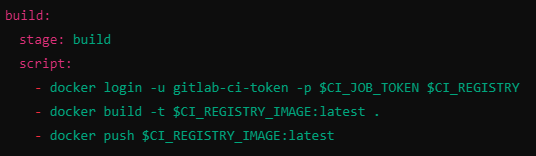 build:
  stage: build
  script:
    - docker login -u gitlab-ci-token -p $CI_JOB_TOKEN $CI_REGISTRY
    - docker build -t $CI_REGISTRY_IMAGE:latest .
    - docker push $CI_REGISTRY_IMAGE:latest